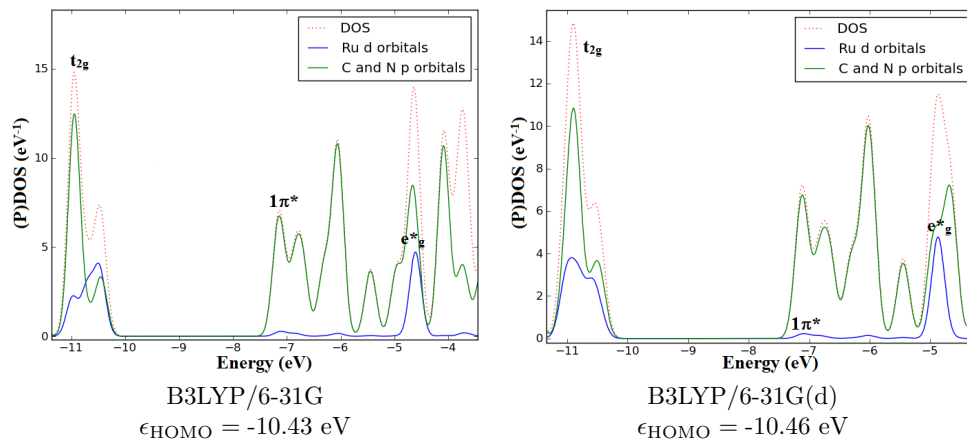 DOS
Ru d orbitals
C and N p orbitals
t2g
1π*
e*g
(P)DOS (eV-1)
15
10
5
0
−11 −10 −9 −8 −7 −6 −5 −4
Energy (eV)
B3LYP/6-31G
ϵHOMO = -10.43 eV
DOS
Ru d orbitals
C and N p orbitals
t2g
e*g
1π*
(P)DOS (eV-1)
14
12
10
8
6
4
2
0
−11 −10 −9 −8 −7 −6 −5
Energy (eV)
B3LYP/6-31G(d)
ϵHOMO = -10.46 eV